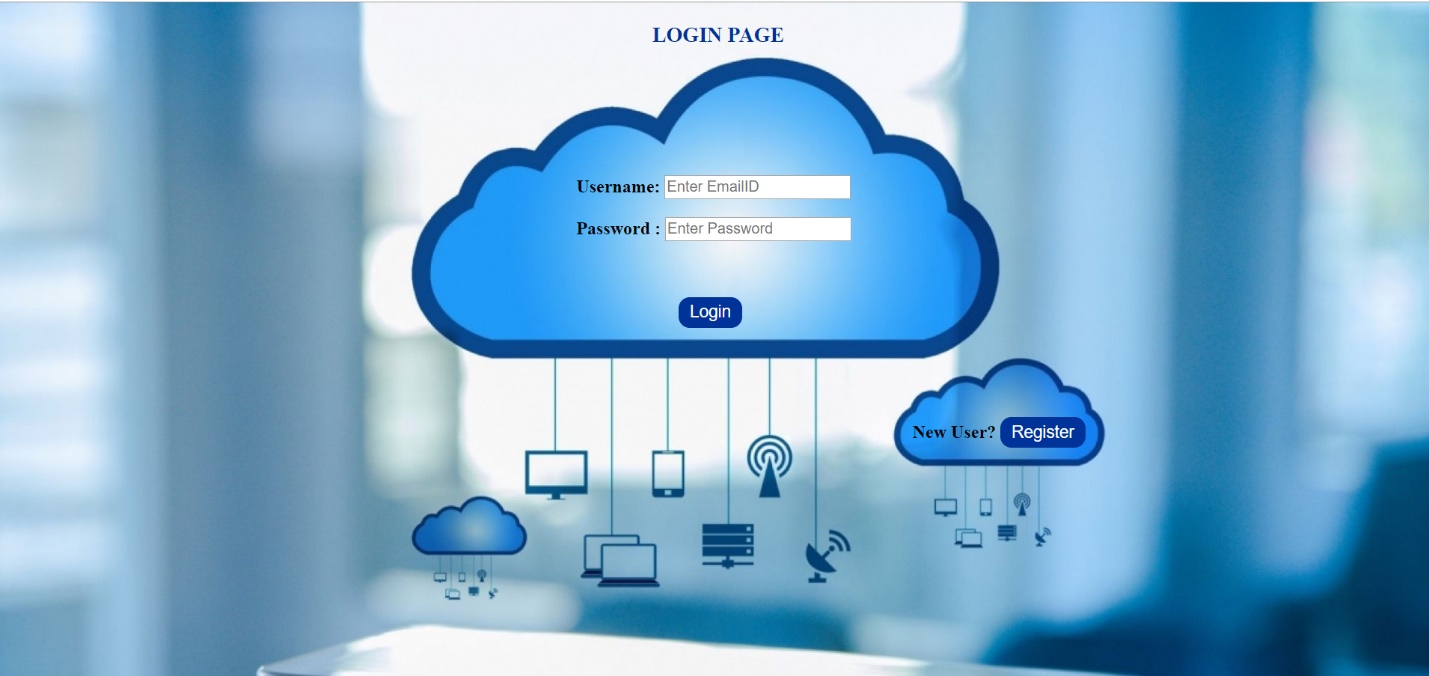 LOGIN PAGE
Username: Enter EmailID
Password : Enter Password
Login
New User? Register